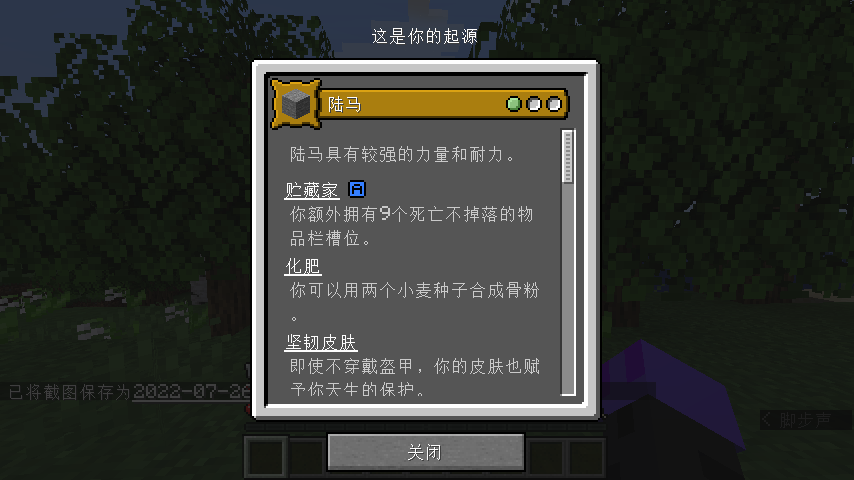 这是你的起源
陆马
陆马具有较强的力量和耐力。
贮藏家 A
你额外拥有9个死亡不掉落的物
品栏槽位。
化肥
你可以用两个小麦种子合成骨粉
。
坚韧皮肤
即使不穿戴盔甲，你的皮肤也赋
予你天生的保护。
已将截图保存为2022-07-26
< 脚步声
关闭